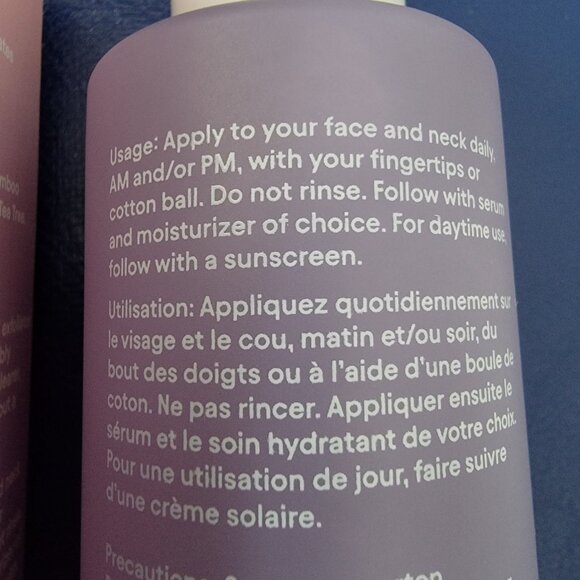 Usage: Apply to your face and neck daily,
AM and/or PM, with your fingertips or
cotton ball. Do not rinse. Follow with serum
and moisturizer of choice. For daytime use,
follow with a sunscreen.
Utilisation: Appliquez quotidiennement sur
le visage et le cou, matin et/ou soir, du
bout des doigts ou à l'aide d'une boule de
coton. Ne pas rincer. Appliquer ensuite le
sérum et le soin hydratant de votre choix.
Pour une utilisation de jour, faire suivre
d'une crème solaire.
Tea Tree,